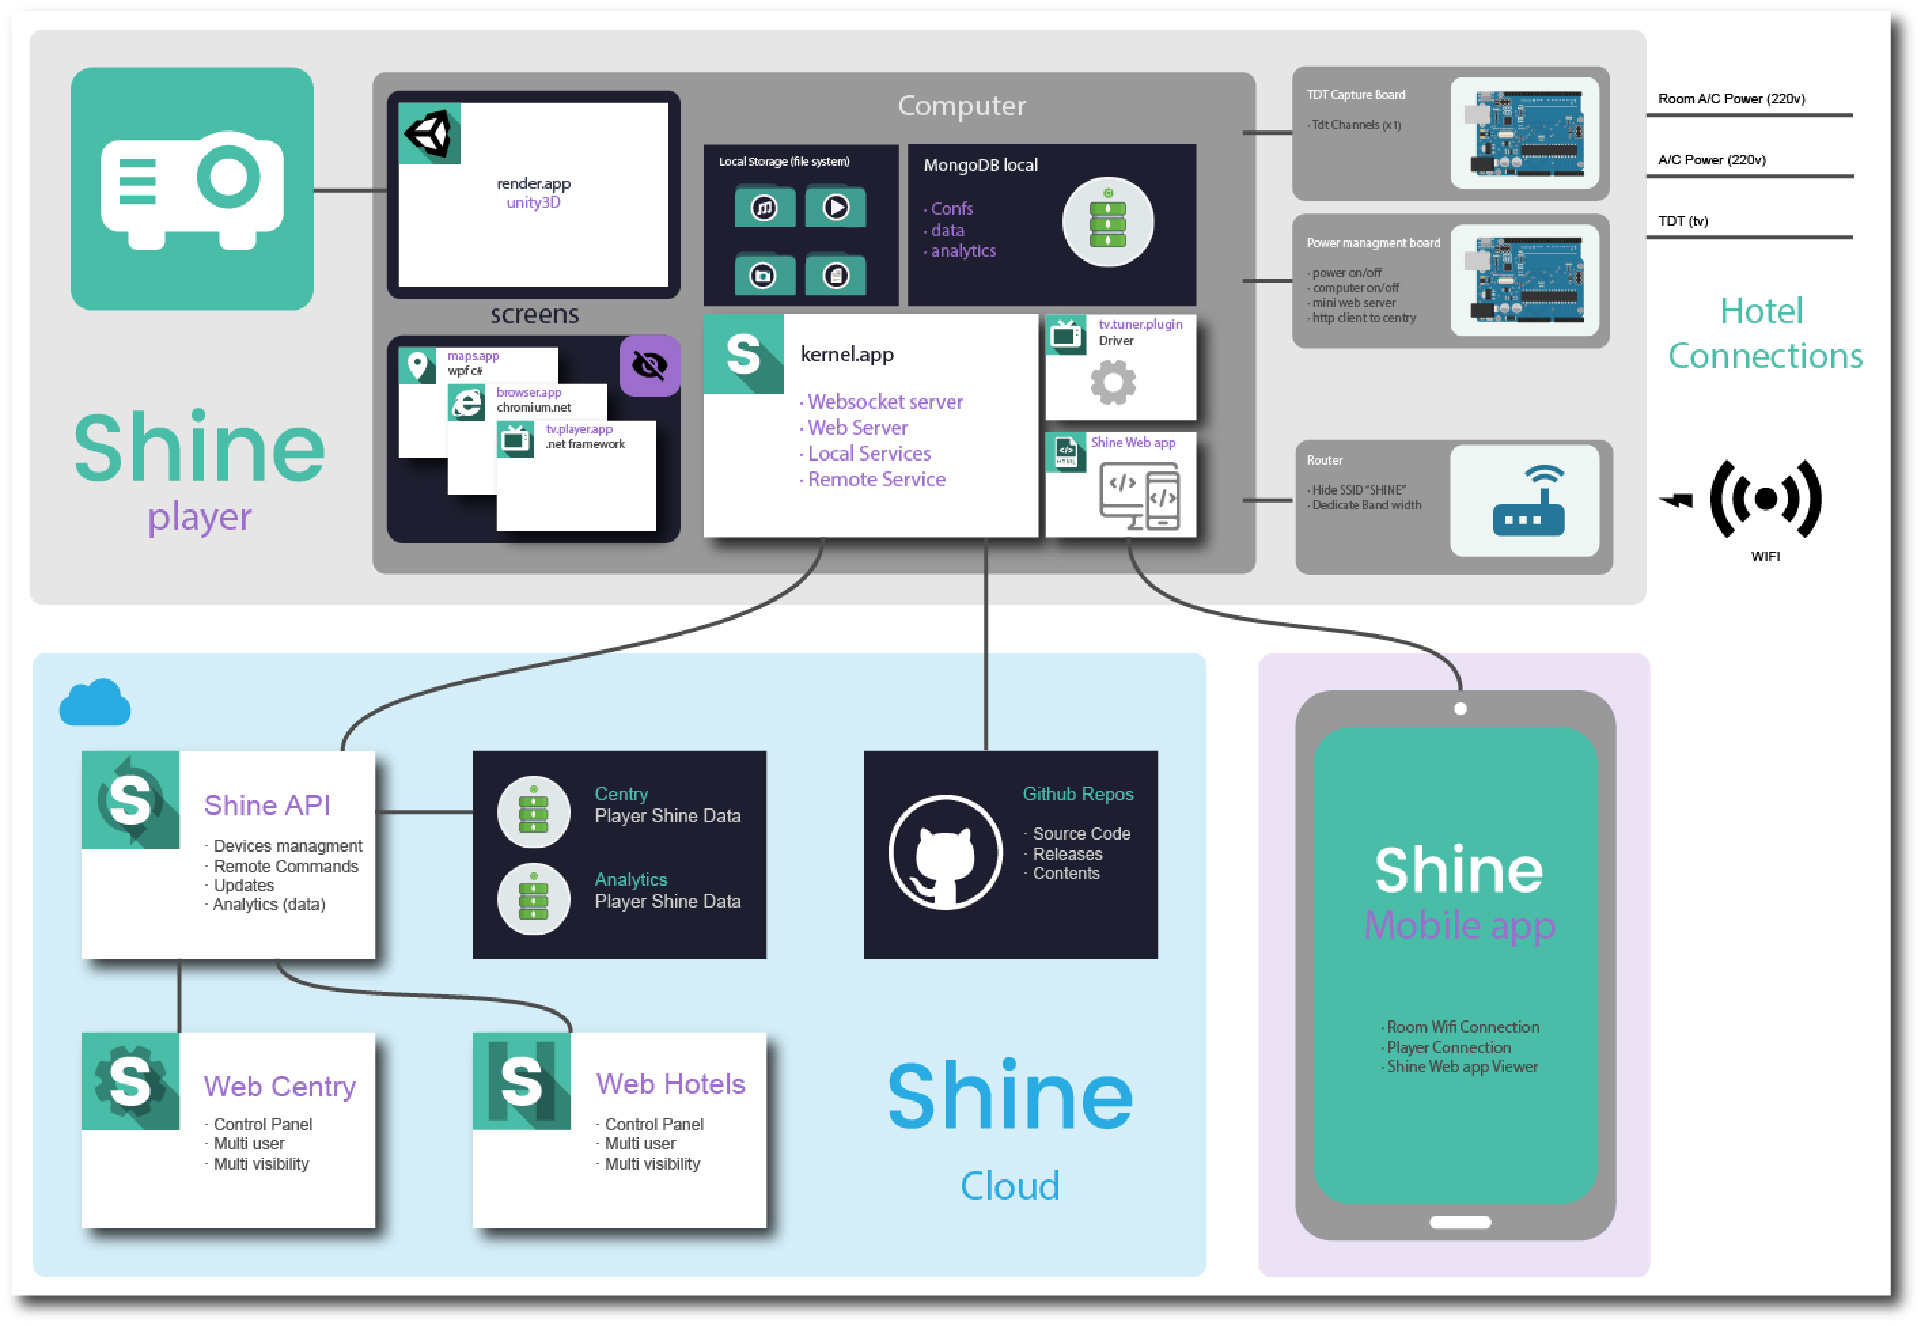 Computer
render.app
unity3D
screens
maps.app
wpf c#
browser.app
chromium.net
tv.player.app
.net framework
Shine
player
Local Storage (file system)
MongoDB local
· Confs
· data
· analytics
S
kernel.app
· Websocket server
· Web Server
· Local Services
· Remote Service
tv.tuner.plugin
Driver
HTML
Shine Web app
TDT Capture Board
· Tdt Channels (x1)
Power managment board
· power on/off
· computer on/off
· mini web server
· http client to centry
Router
· Hide SSID "SHINE"
· Dedicate Band width
Room A/C Power (220v)
A/C Power (220v)
TDT (tv)
Hotel
Connections
WIFI
S
Shine API
· Devices managment
· Remote Commands
· Updates
· Analytics (data)
Centry
Player Shine Data
Analytics
Player Shine Data
Github Repos
· Source Code
· Releases
· Contents
S
Web Centry
· Control Panel
· Multi user
· Multi visibility
S
Web Hotels
· Control Panel
· Multi user
· Multi visibility
Shine
Cloud
Shine
Mobile app
· Room Wifi Connection
· Player Connection
· Shine Web app Viewer